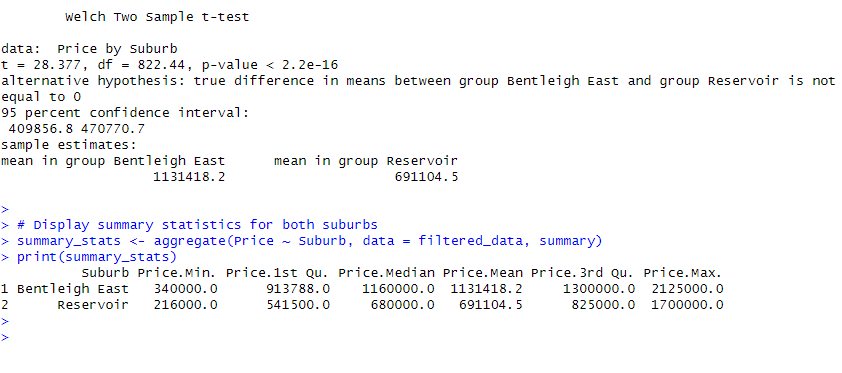 Welch Two Sample t-test
data:  Price by Suburb
t = 28.377, df = 822.44, p-value < 2.2e-16
alternative hypothesis: true difference in means between group Bentleigh East and group Reservoir is not
equal to 0
95 percent confidence interval:
 409856.8 470770.7
sample estimates:
mean in group Bentleigh East      mean in group Reservoir
                   1131418.2                     691104.5
>
> # Display summary statistics for both suburbs
> summary_stats <- aggregate(Price ~ Suburb, data = filtered_data, summary)
> print(summary_stats)
          Suburb Price.Min. Price.1st Qu. Price.Median Price.Mean Price.3rd Qu. Price.Max.
1 Bentleigh East   340000.0      913788.0    1160000.0  1131418.2     1300000.0  2125000.0
2      Reservoir   216000.0      541500.0     680000.0   691104.5      825000.0  1700000.0
>
>